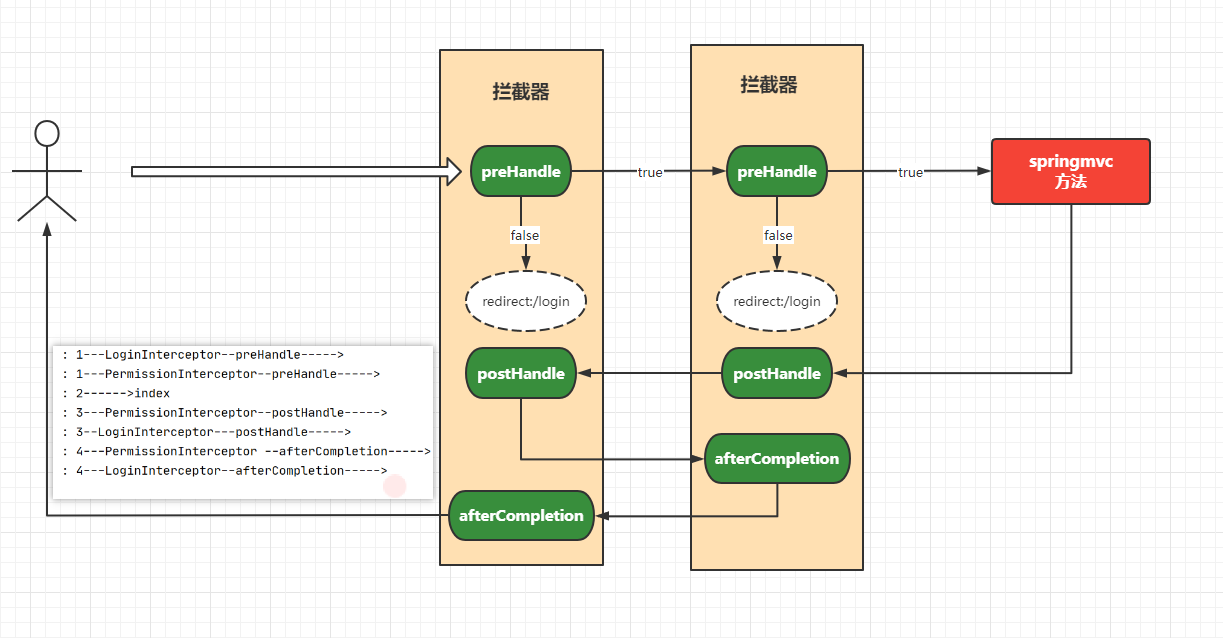 拦截器
拦截器
preHandle
true
preHandle
true
springmvc
方法
false
false
redirect:/login
redirect:/login
: 1---LoginInterceptor--preHandle----->
: 1---PermissionInterceptor--preHandle----->
: 2------>index
: 3---PermissionInterceptor--postHandle----->
: 3--LoginInterceptor---postHandle----->
: 4---PermissionInterceptor --afterCompletion----->
: 4---LoginInterceptor--afterCompletion----->
postHandle
postHandle
afterCompletion
afterCompletion